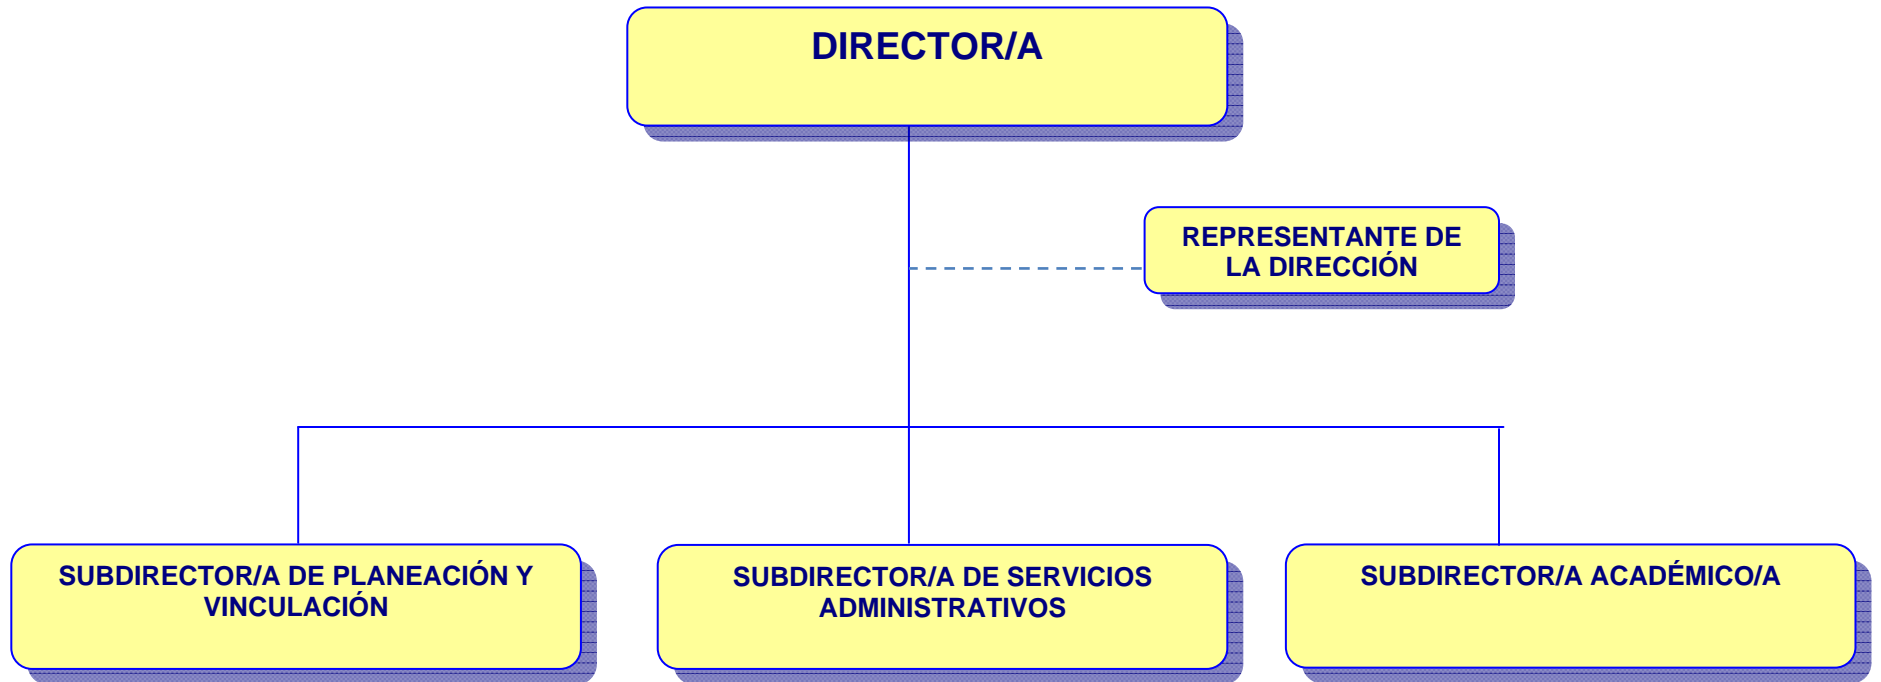 DIRECTOR/A
REPRESENTANTE DE
LA DIRECCIÓN
SUBDIRECTOR/A DE PLANEACIÓN Y
VINCULACIÓN
SUBDIRECTOR/A DE SERVICIOS
ADMINISTRATIVOS
SUBDIRECTOR/A ACADÉMICO/A